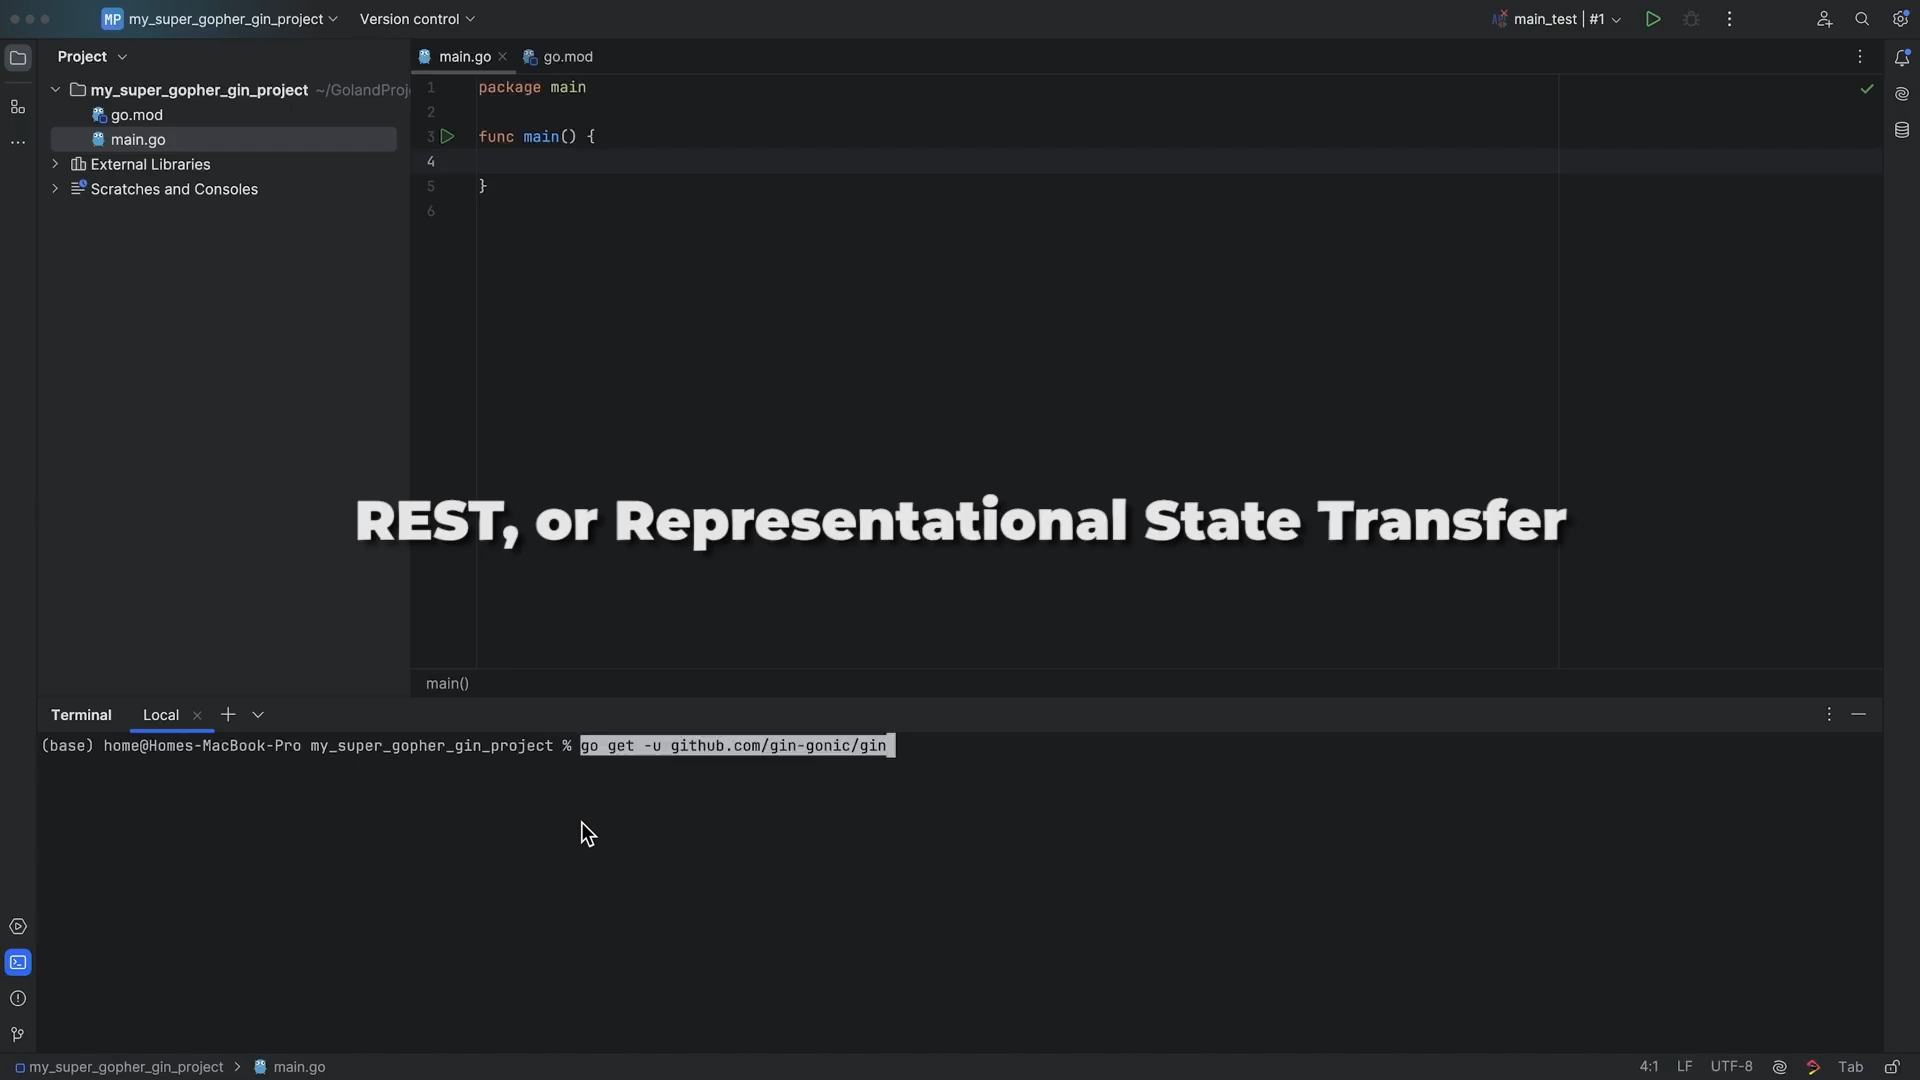 MP my_super_gopher_gin_project Version control main_test | #1
Project
main.go go.mod
my_super_gopher_gin_project ~/GolandProj
go.mod
main.go
External Libraries
Scratches and Consoles
1 package main
2
3 func main() {
4
5 }
6
REST, or Representational State Transfer
main()
Terminal Local
(base) home@Homes-MacBook-Pro my_super_gopher_gin_project % go get -u github.com/gin-gonic/gin
my_super_gopher_gin_project > main.go 4:1 LF UTF-8 Tab